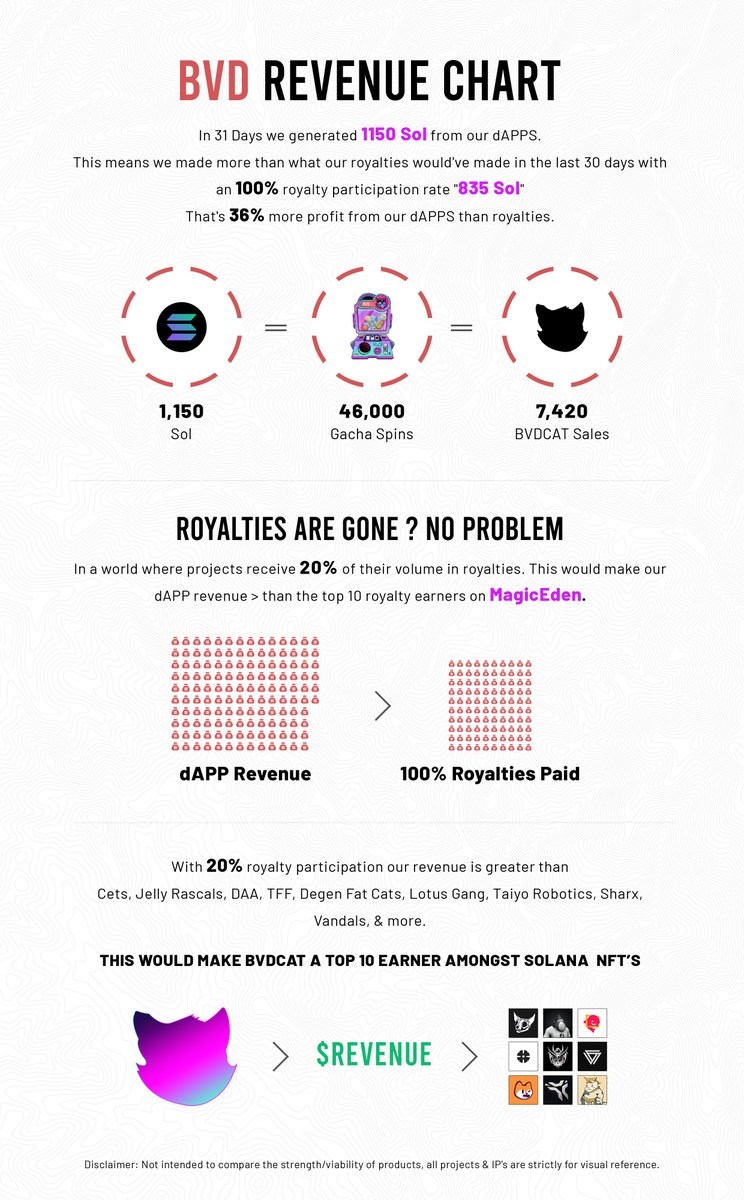 BVD REVENUE CHART
In 31 Days we generated 1150 Sol from our dAPPS.
This means we made more than what our royalties would've made in the last 30 days with
an 100% royalty participation rate "835 Sol"
That's 36% more profit from our dAPPS than royalties.
1,150
Sol
46,000
Gacha Spins
7,420
BVDCAT Sales
ROYALTIES ARE GONE ? NO PROBLEM
In a world where projects receive 20% of their volume in royalties. This would make our
dAPP revenue > than the top 10 royalty earners on MagicEden.
dAPP Revenue
100% Royalties Paid
With 20% royalty participation our revenue is greater than
Cets, Jelly Rascals, DAA, TFF, Degen Fat Cats, Lotus Gang, Taiyo Robotics, Sharx,
Vandals, & more.
THIS WOULD MAKE BVDCAT A TOP 10 EARNER AMONGST SOLANA NFT'S
$REVENUE
Disclaimer: Not intended to compare the strength/viability of products, all projects & IP's are strictly for visual reference.